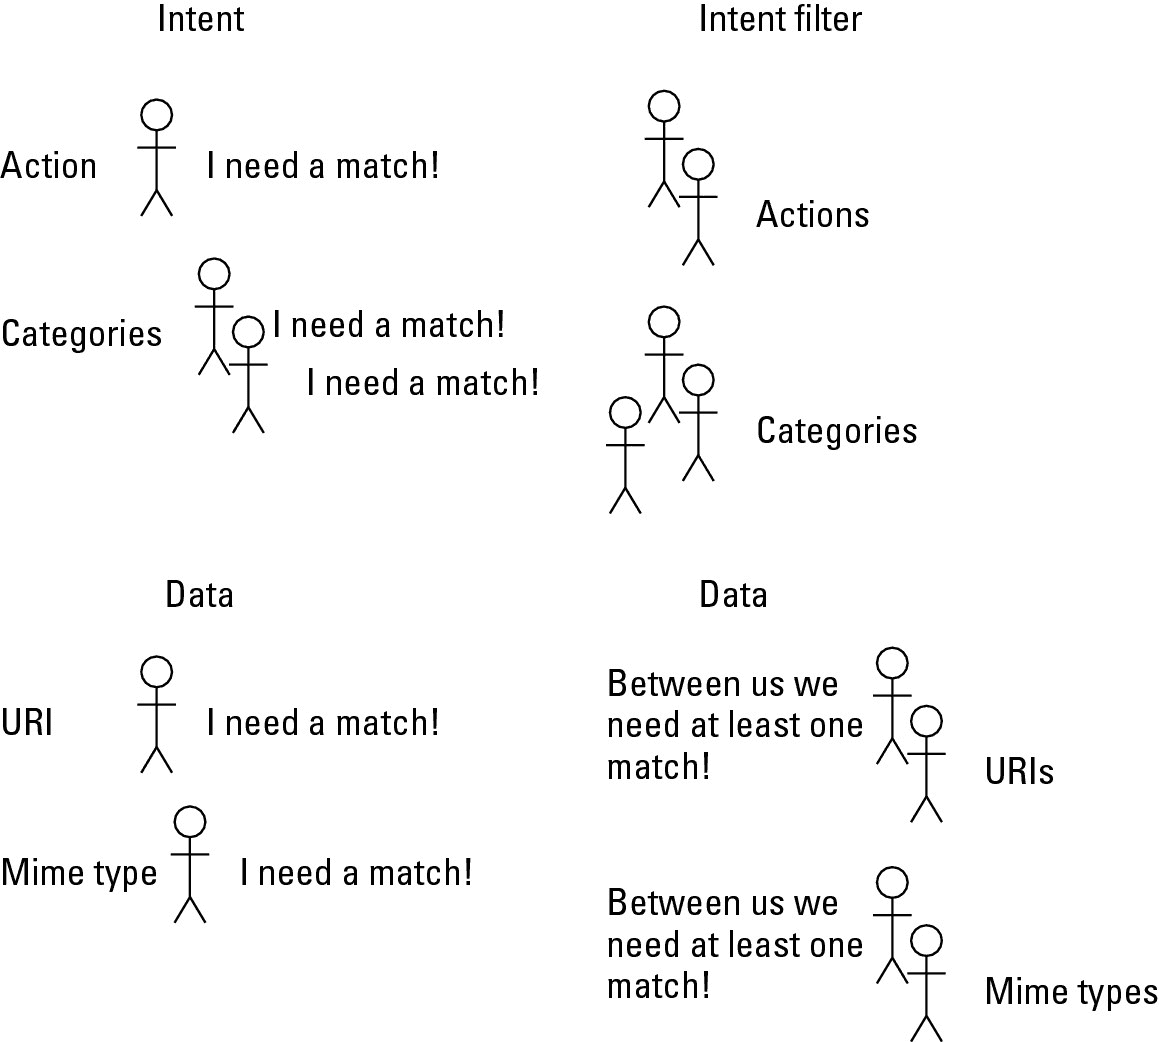 Intent
Intent filter
Action
I need a match!
Actions
Categories
I need a match!
I need a match!
Categories
Data
Data
URI
I need a match!
Between us we
need at least one
match!
URIs
Mime type
I need a match!
Between us we
need at least one
match!
Mime types